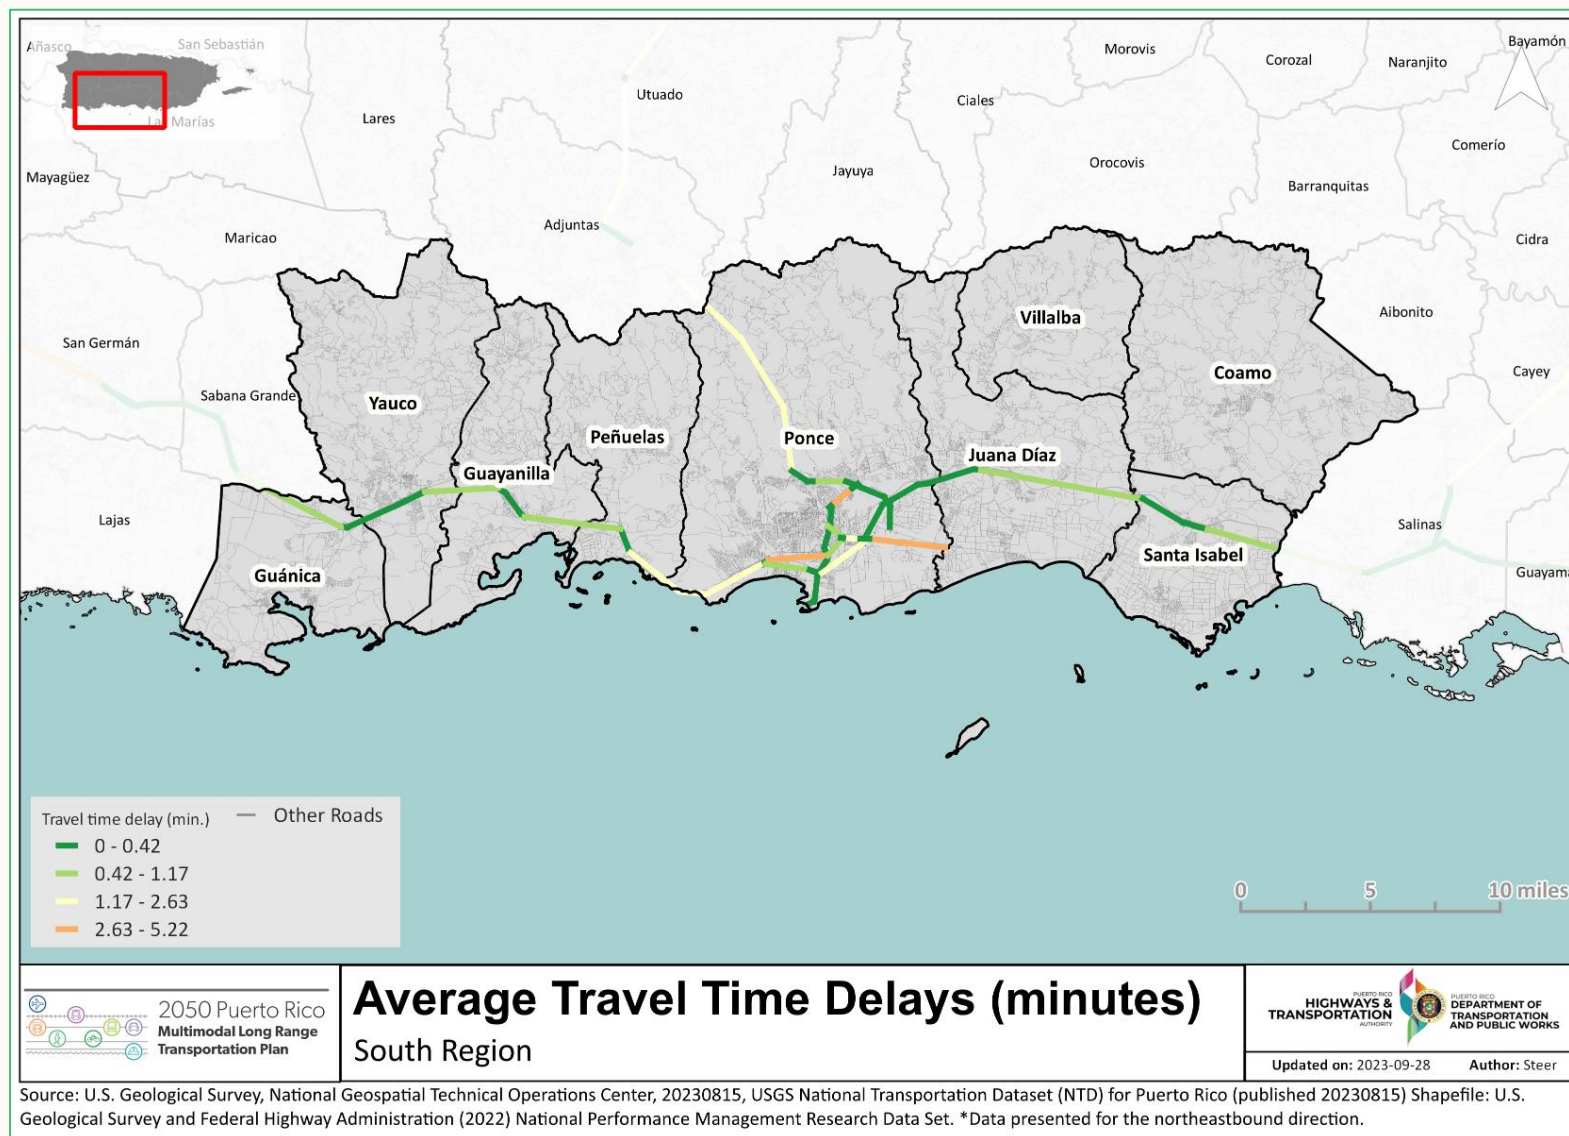 Añasco
San Sebastián
Las Marías
Mayagüez
Lares
Utuado
Ciales
Morovis
Corozal
Naranjito
Bayamón
Comerío
Orocovis
Barranquitas
Jayuya
Adjuntas
Maricao
Cidra
Aibonito
Cayey
San Germán
Sabana Grande
Lajas
Salinas
Guayama
Villalba
Coamo
Yauco
Peñuelas
Ponce
Juana Díaz
Guayanilla
Guánica
Santa Isabel
Travel time delay (min.)
Other Roads
0 - 0.42
0.42 - 1.17
1.17 - 2.63
2.63 - 5.22
0 5 10 miles
2050 Puerto Rico
Multimodal Long Range
Transportation Plan
Average Travel Time Delays (minutes)
South Region
PUERTO RICO
HIGHWAYS &
TRANSPORTATION
AUTHORITY
PUERTO RICO
DEPARTMENT OF
TRANSPORTATION
AND PUBLIC WORKS
Updated on: 2023-09-28 Author: Steer
Source: U.S. Geological Survey, National Geospatial Technical Operations Center, 20230815, USGS National Transportation Dataset (NTD) for Puerto Rico (published 20230815) Shapefile: U.S.
Geological Survey and Federal Highway Administration (2022) National Performance Management Research Data Set. *Data presented for the northeastbound direction.